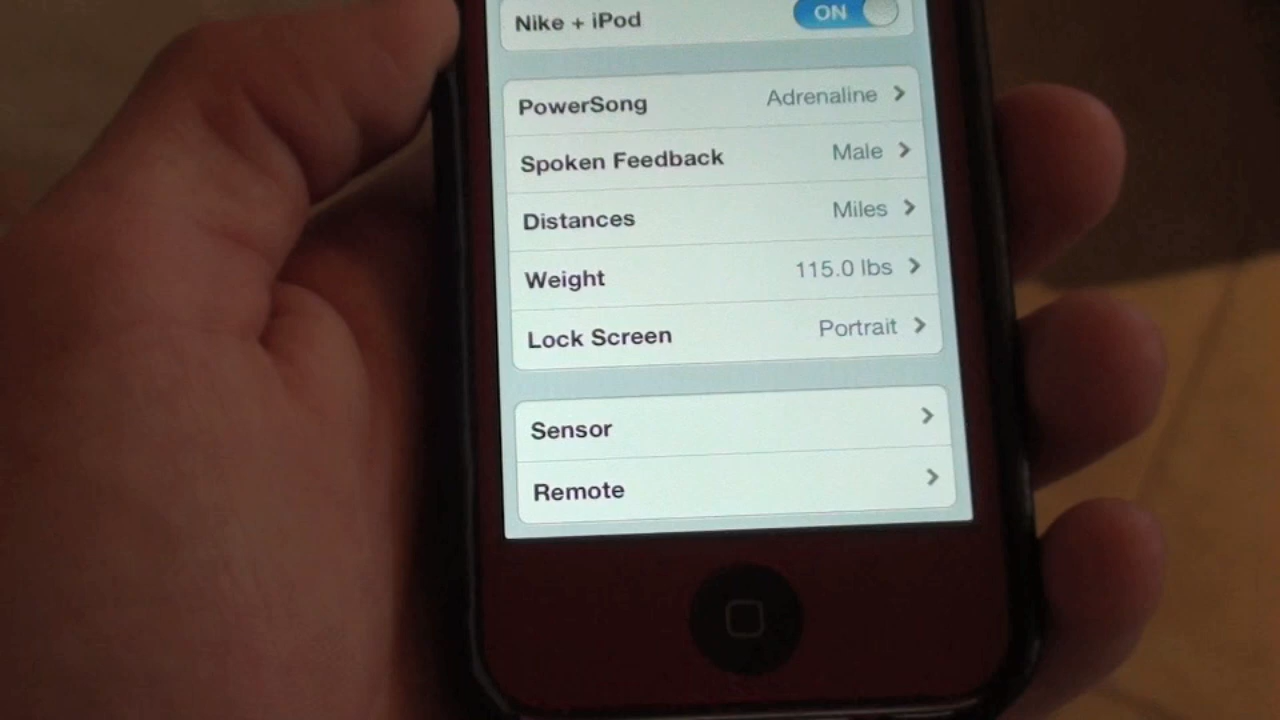 Nike + iPod ON
PowerSong Adrenaline
Spoken Feedback Male
Distances Miles
Weight 115.0 lbs
Lock Screen Portrait
Sensor
Remote